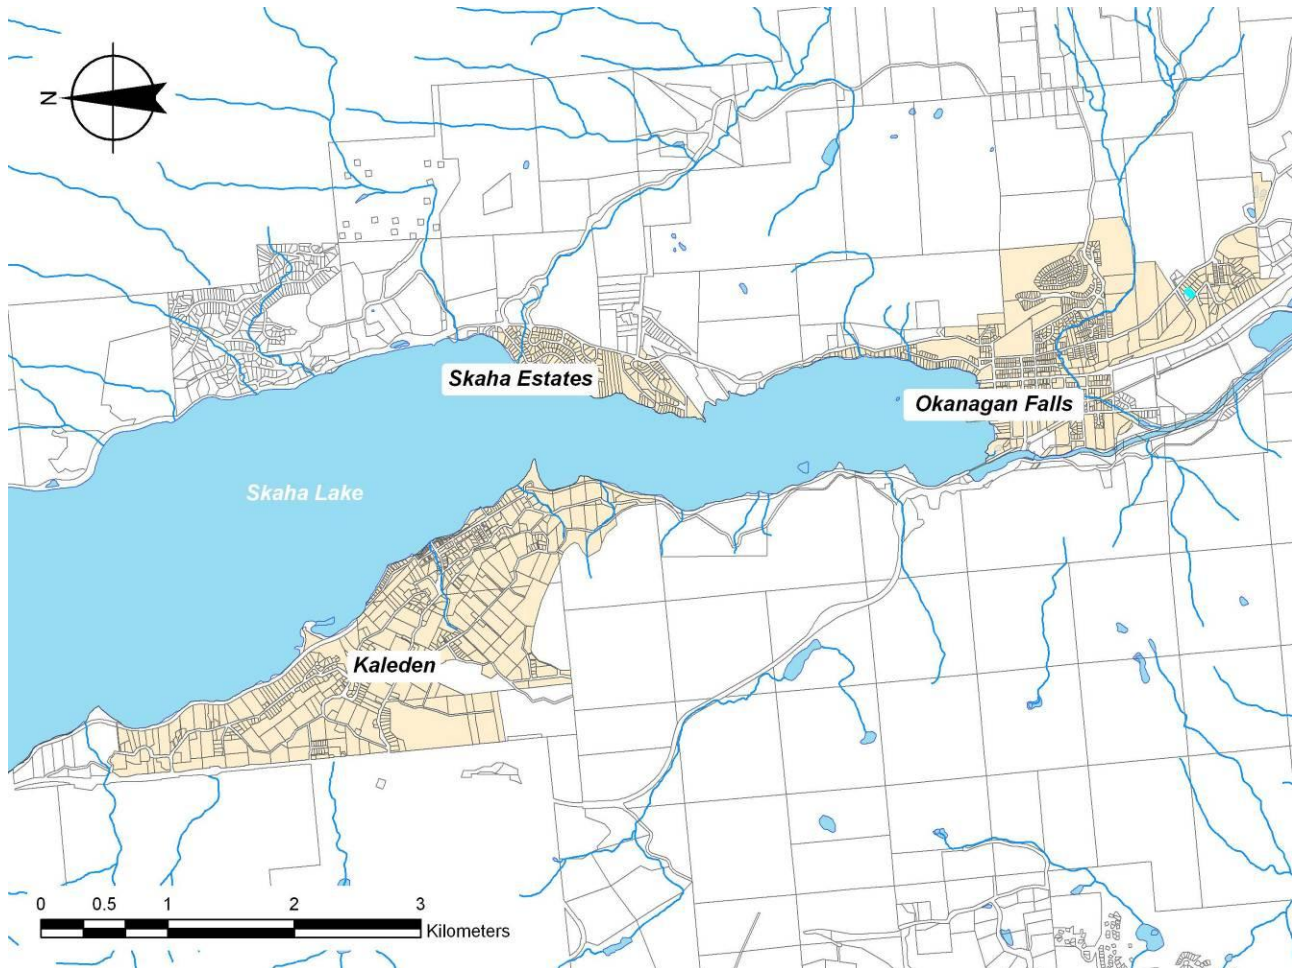 N
Skaha Estates
Okanagan Falls
Skaha Lake
Kaleden
0 0.5 1 2 3
Kilometers